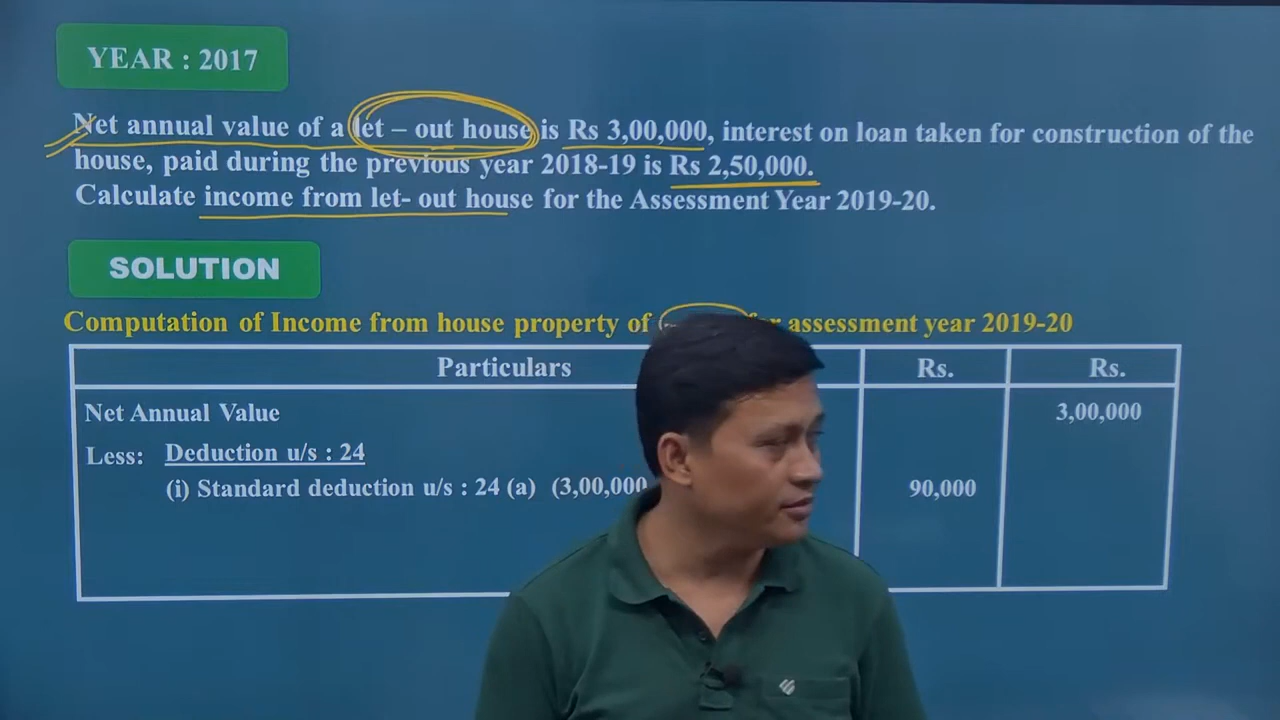 YEAR : 2017
Net annual value of a let – out house is Rs 3,00,000, interest on loan taken for construction of the
house, paid during the previous year 2018-19 is Rs 2,50,000.
Calculate income from let- out house for the Assessment Year 2019-20.
SOLUTION
Computation of Income from house property of for assessment year 2019-20
Particulars Rs. Rs.
Net Annual Value 3,00,000
Less: Deduction u/s : 24
(i) Standard deduction u/s : 24 (a) (3,00,000 90,000